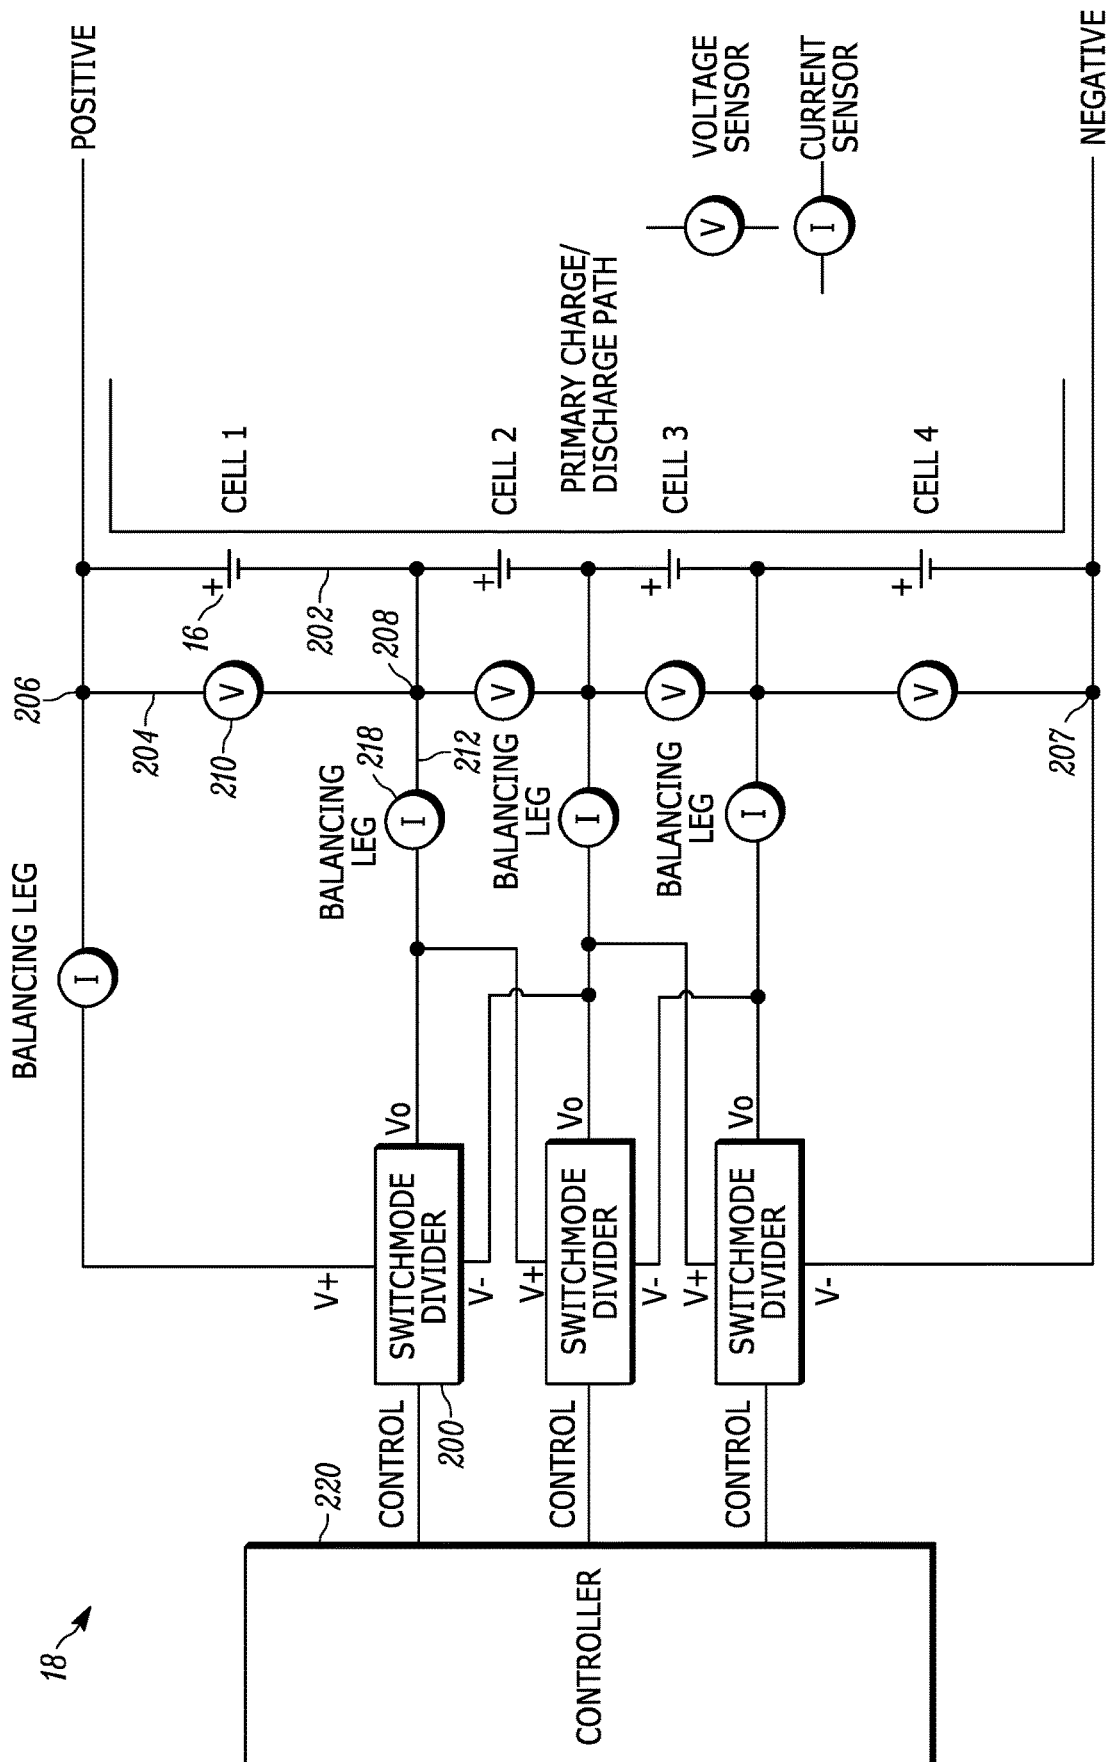 18
CONTROLLER
220
CONTROL
CONTROL
CONTROL
200
SWITCHMODE
DIVIDER
V+
V-
Vo
SWITCHMODE
DIVIDER
V+
V-
Vo
SWITCHMODE
DIVIDER
V+
V-
Vo
BALANCING LEG
I
BALANCING
LEG
I
218
212
BALANCING
LEG
I
BALANCING
LEG
I
206
204
210
V
208
V
V
V
207
16
202
+
+
+
+
CELL 1
CELL 2
CELL 3
CELL 4
PRIMARY CHARGE/
DISCHARGE PATH
POSITIVE
V
VOLTAGE
SENSOR
I
CURRENT
SENSOR
NEGATIVE